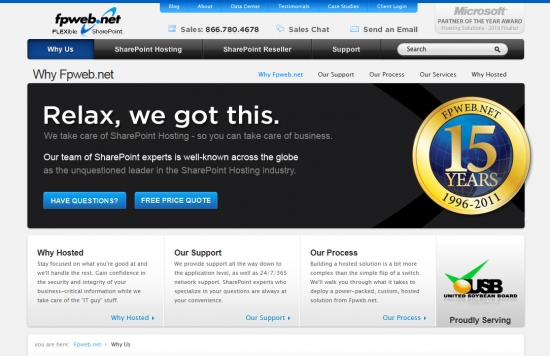 Blog
About
Data Center
Testimonials
Case Studies
Client Login
fpweb.net
FLEXible SharePoint
Sales: 866.780.4678
Sales Chat
Email Us
Microsoft
PARTNER OF THE YEAR AWARD
Hosting Solutions - 2010 Finalist
Why Us
SharePoint Hosting
SharePoint Reseller
Support
Search
Why Fpweb.net
Why Fpweb.net
Our Support
Our Process
Our Services
Why Hosted
Relax, we got this.
We take care of SharePoint Hosting - so you can take care of business.
Our team of SharePoint experts is well-known across the globe
as the unquestioned leader in the SharePoint Hosting industry.
HAVE QUESTIONS?
FREE PRICE QUOTE
FPWEB.NET
15
YEARS
1996-2011
Why Hosted
Stay focused on what you're good at and
we'll handle the rest. Gain confidence in
the security and integrity of your
business-critical information while we
take care of the "IT guy" stuff.
Why Hosted
Our Support
We provide support all the way down to
the application level, as well as 24/7/365
network support. SharePoint experts who
specialize in your questions are always at
your convenience.
Our Support
Our Process
Building a hosted solution is a bit more
complex than the simple flip of a switch.
We'll walk you through what it takes to
deploy a power-packed, custom, hosted
solution from Fpweb.net.
Our Process
USB
UNITED SOYBEAN BOARD
Proudly Serving
you are here: Fpweb.net › Why Us